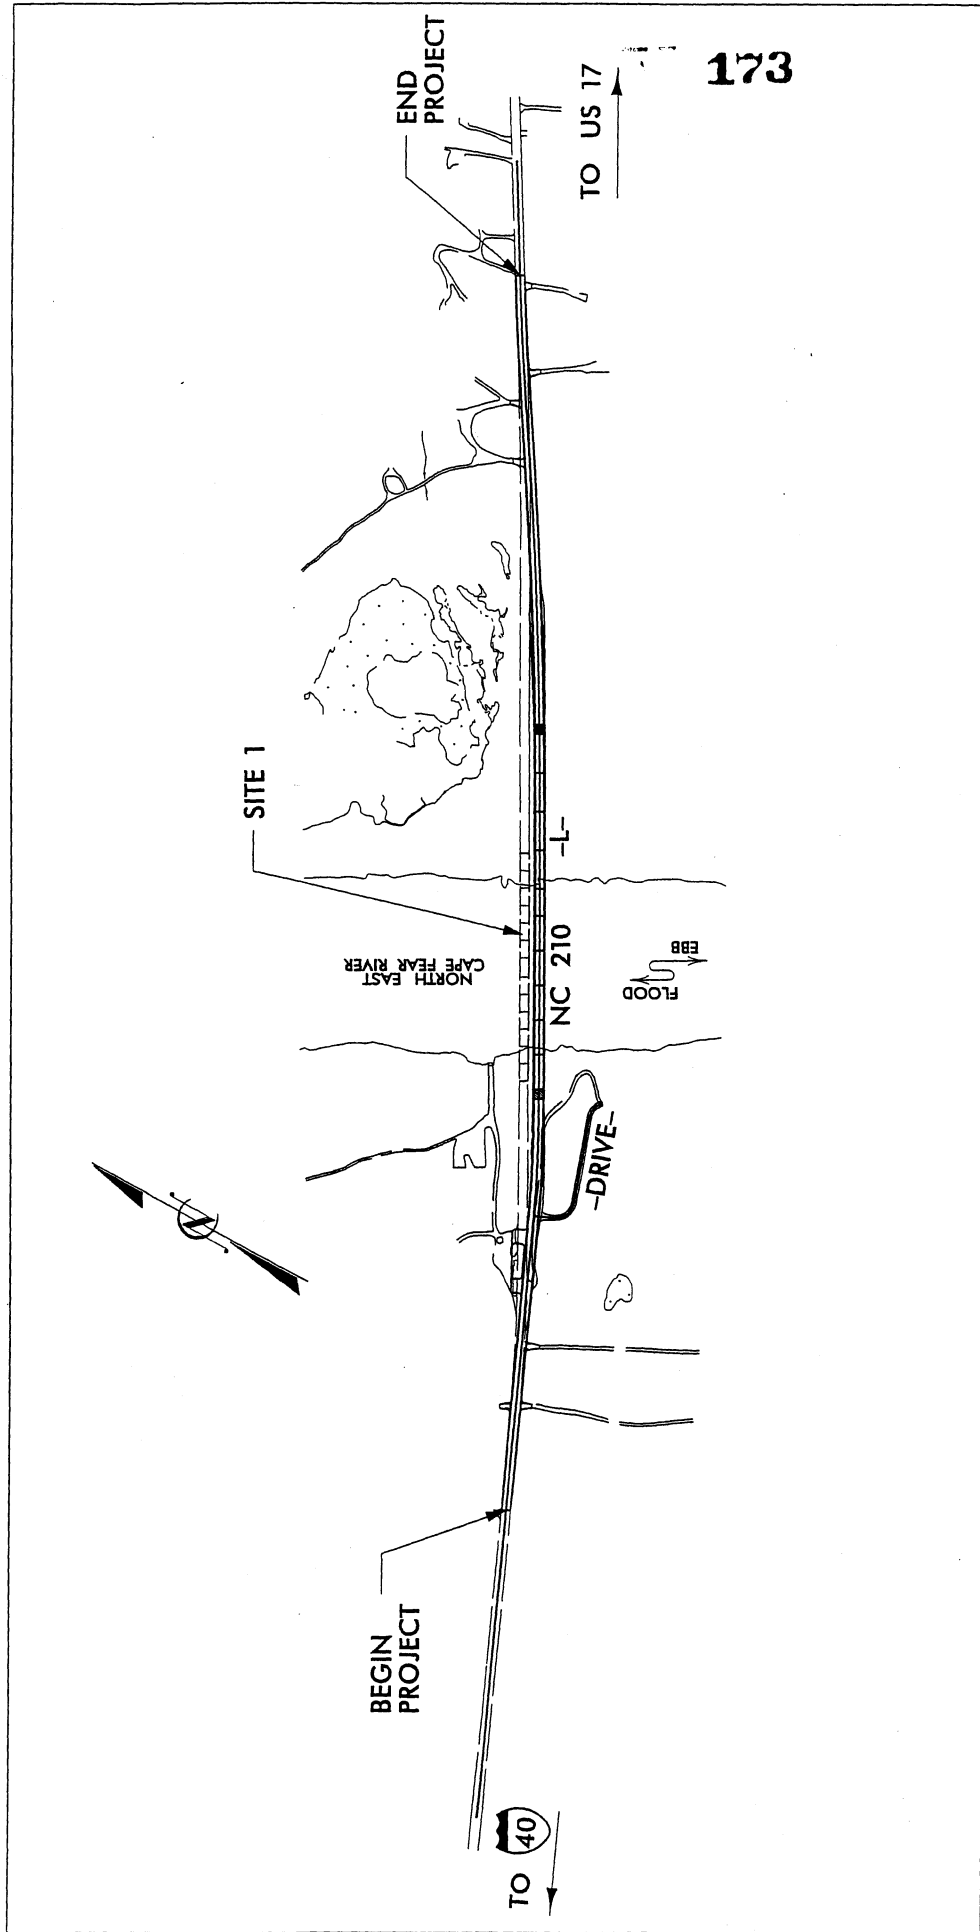 173
END
PROJECT
TO US 17
SITE 1
-L-
NC 210
NORTH EAST
CAPE FEAR RIVER
FLOOD
EBB
-DRIVE-
BEGIN
PROJECT
TO 40